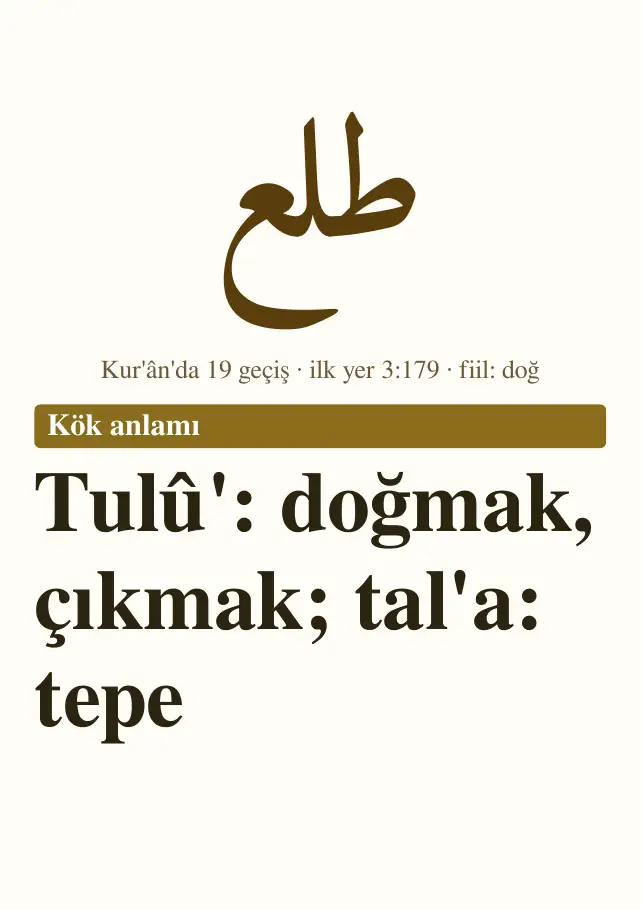 طلع
Kur'ân'da 19 geçiş · ilk yer 3:179 · fiil: doğ
Kök anlamı
Tulû': doğmak,
çıkmak; tal'a:
tepe